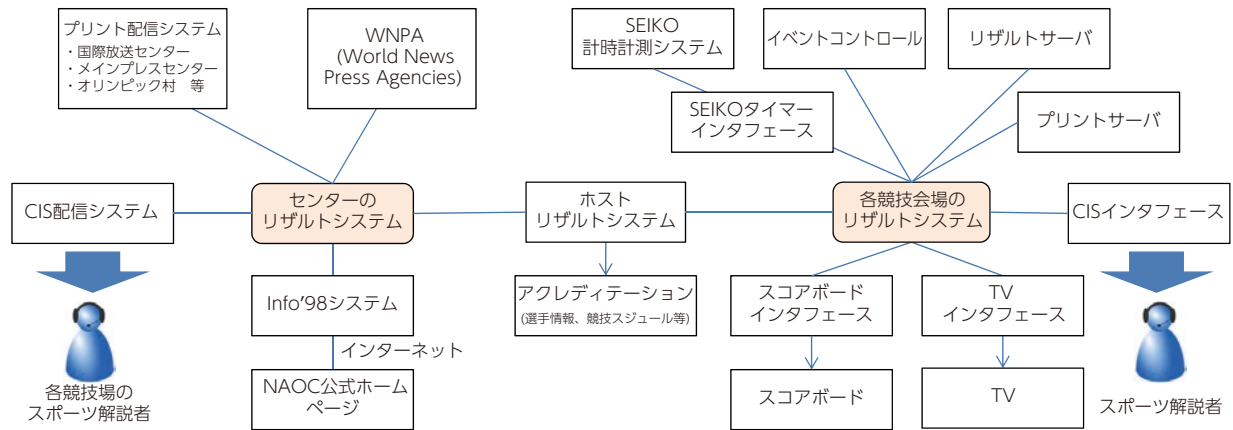 プリント配信システム
・国際放送センター
・メインプレスセンター
・オリンピック村　等
WNPA
(World News
Press Agencies)
SEIKO
計時計測システム
イベントコントロール
リザルトサーバ
SEIKOタイマー
インタフェース
プリントサーバ
CIS配信システム
センターの
リザルトシステム
ホスト
リザルトシステム
各競技会場の
リザルトシステム
CISインタフェース
Info’98システム
アクレディテーション
(選手情報、競技スジュール等)
スコアボード
インタフェース
TV
インタフェース
インターネット
各競技場の
スポーツ解説者
NAOC公式ホーム
ページ
スコアボード
TV
スポーツ解説者